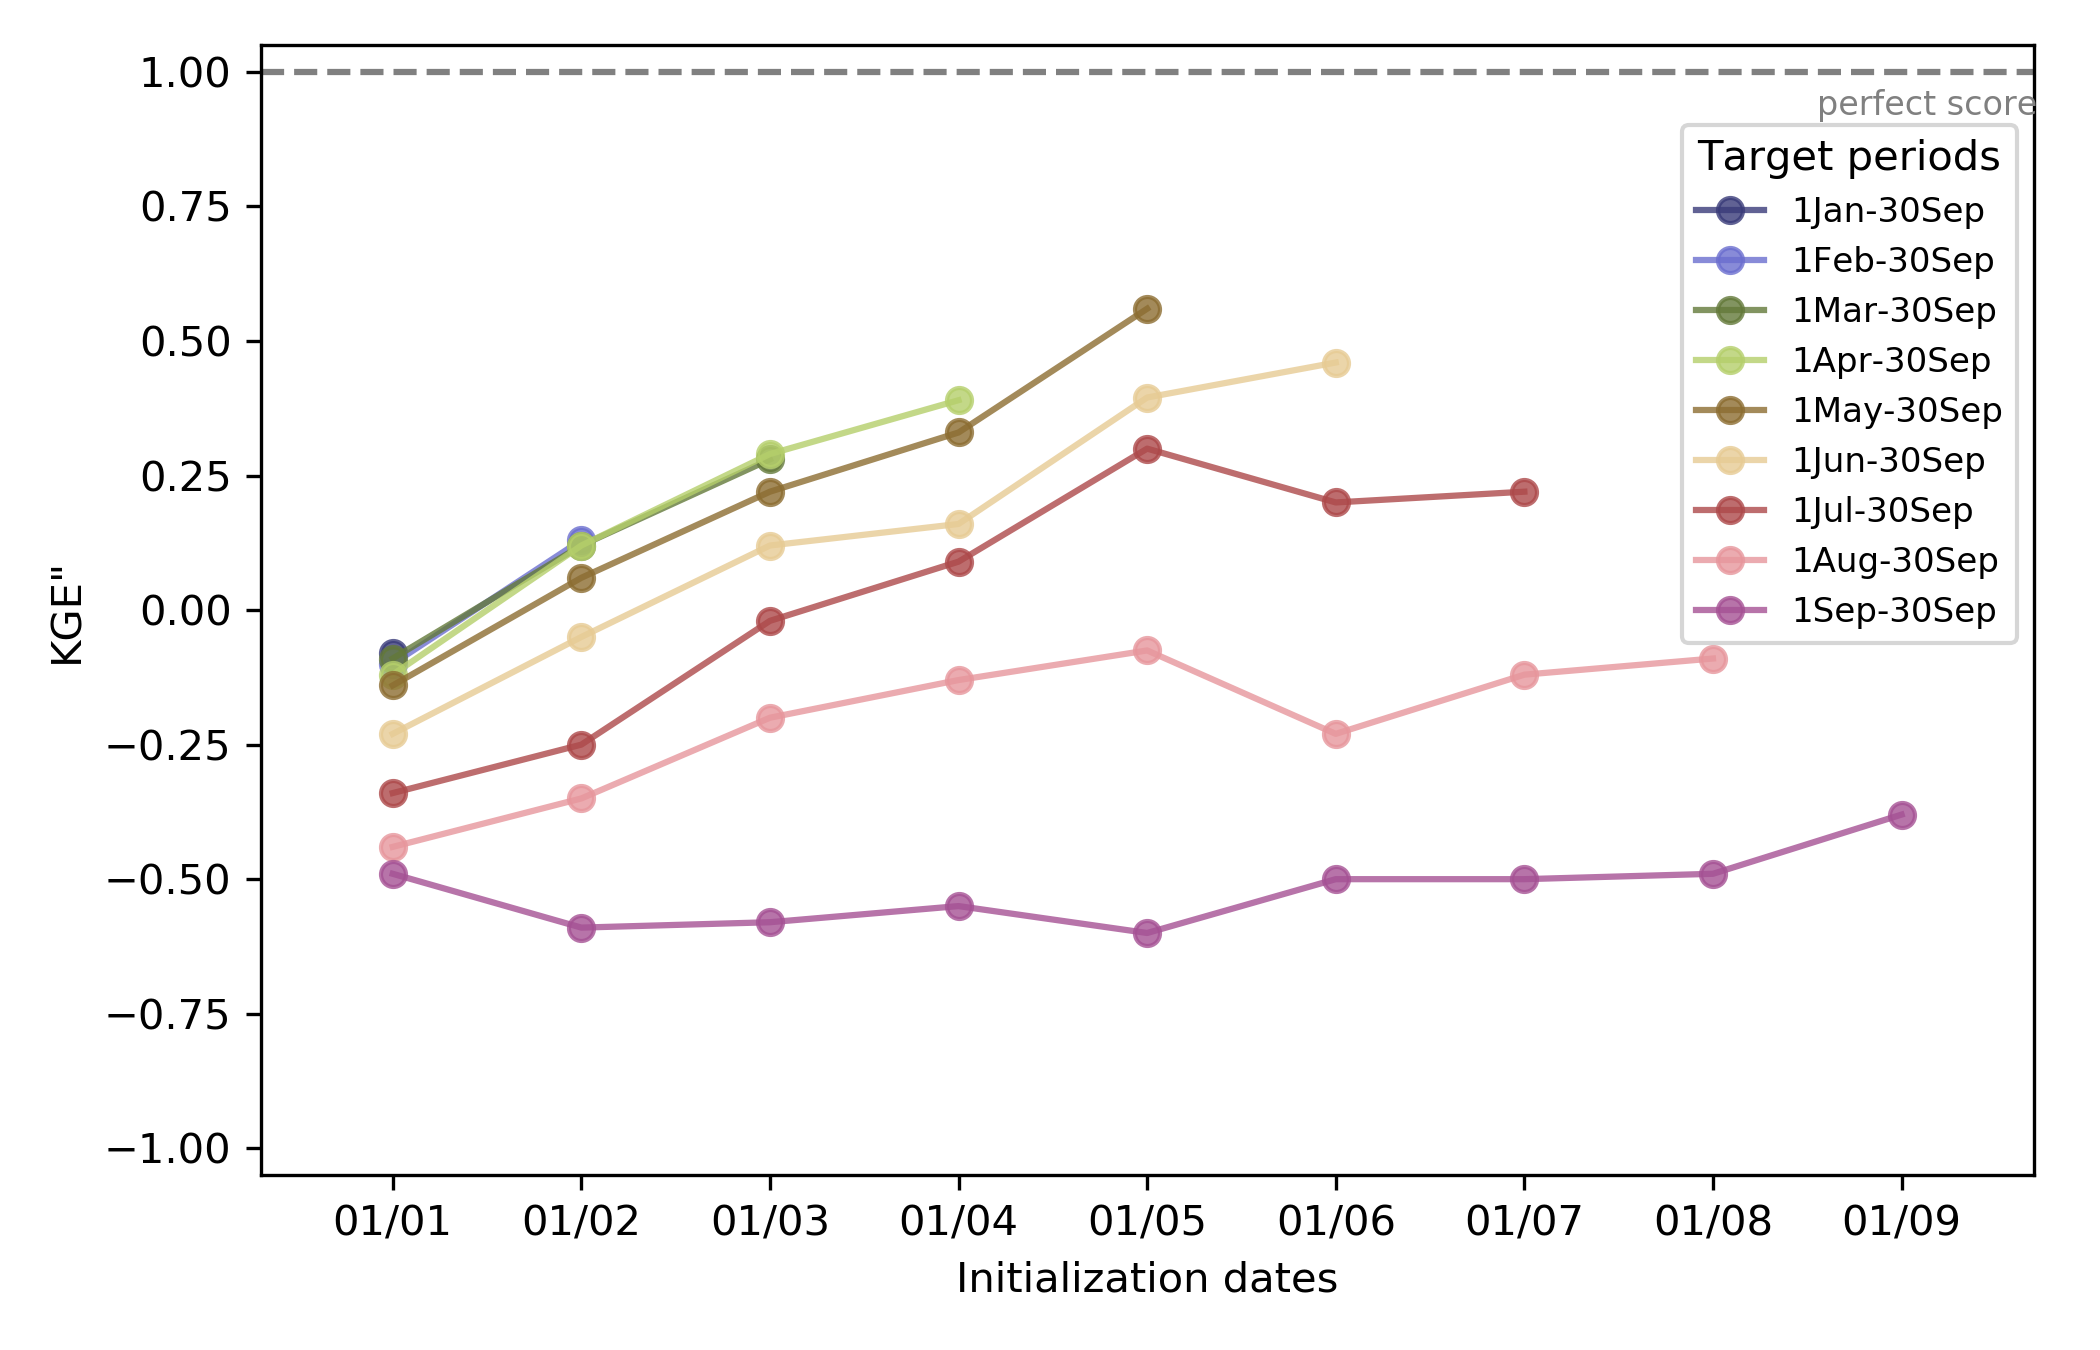 1.00
perfect score
Target periods
0.75
1Jan-30Sep
1Feb-30Sep
1Mar-30Sep
0.50
1Apr-30Sep
1May-30Sep
1Jun-30Sep
0.25
1Jul-30Sep
1Aug-30Sep
0.00
1Sep-30Sep
KGE"
−0.25
−0.50
−0.75
−1.00
01/01 01/02 01/03 01/04 01/05 01/06 01/07 01/08 01/09
Initialization dates